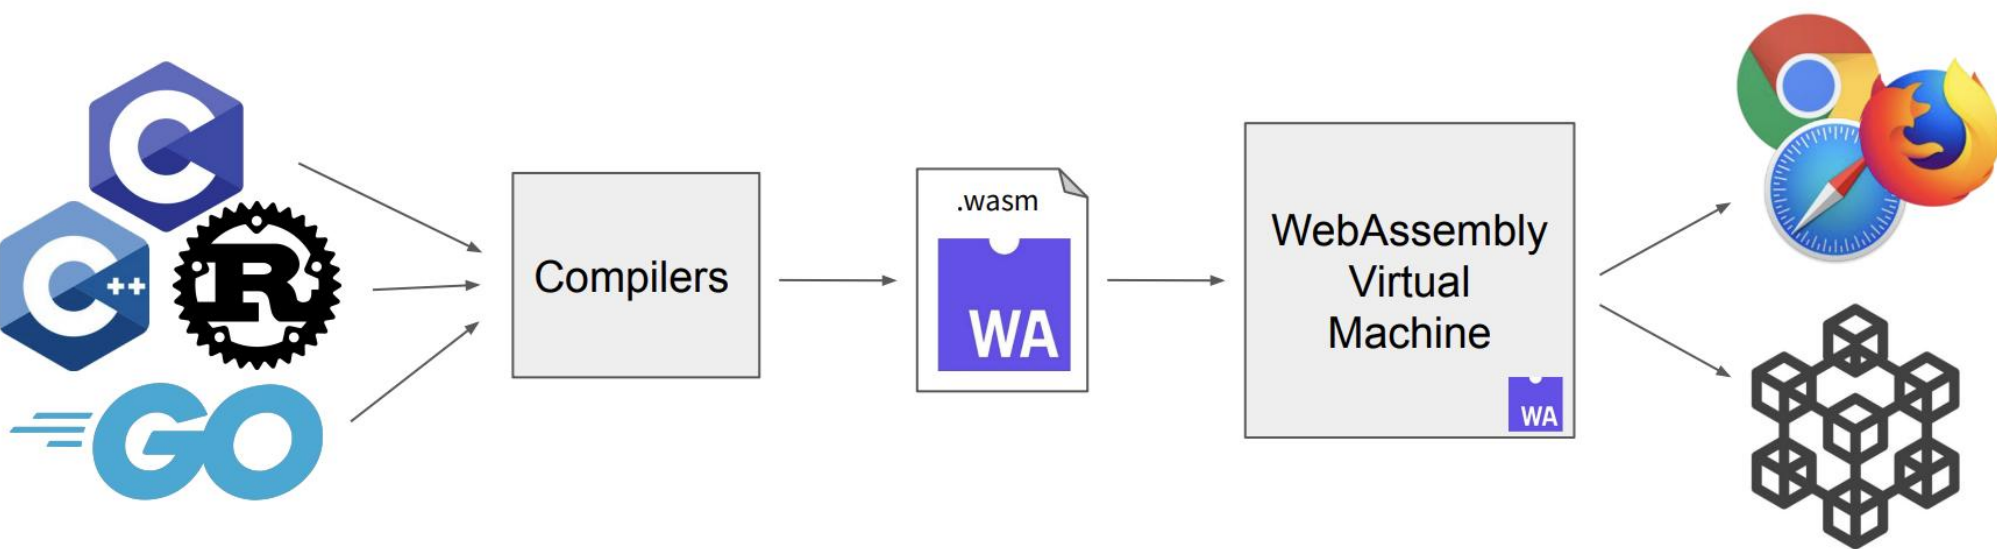 C
C++
R
GO
Compilers
.wasm
WA
WebAssembly
Virtual
Machine
WA